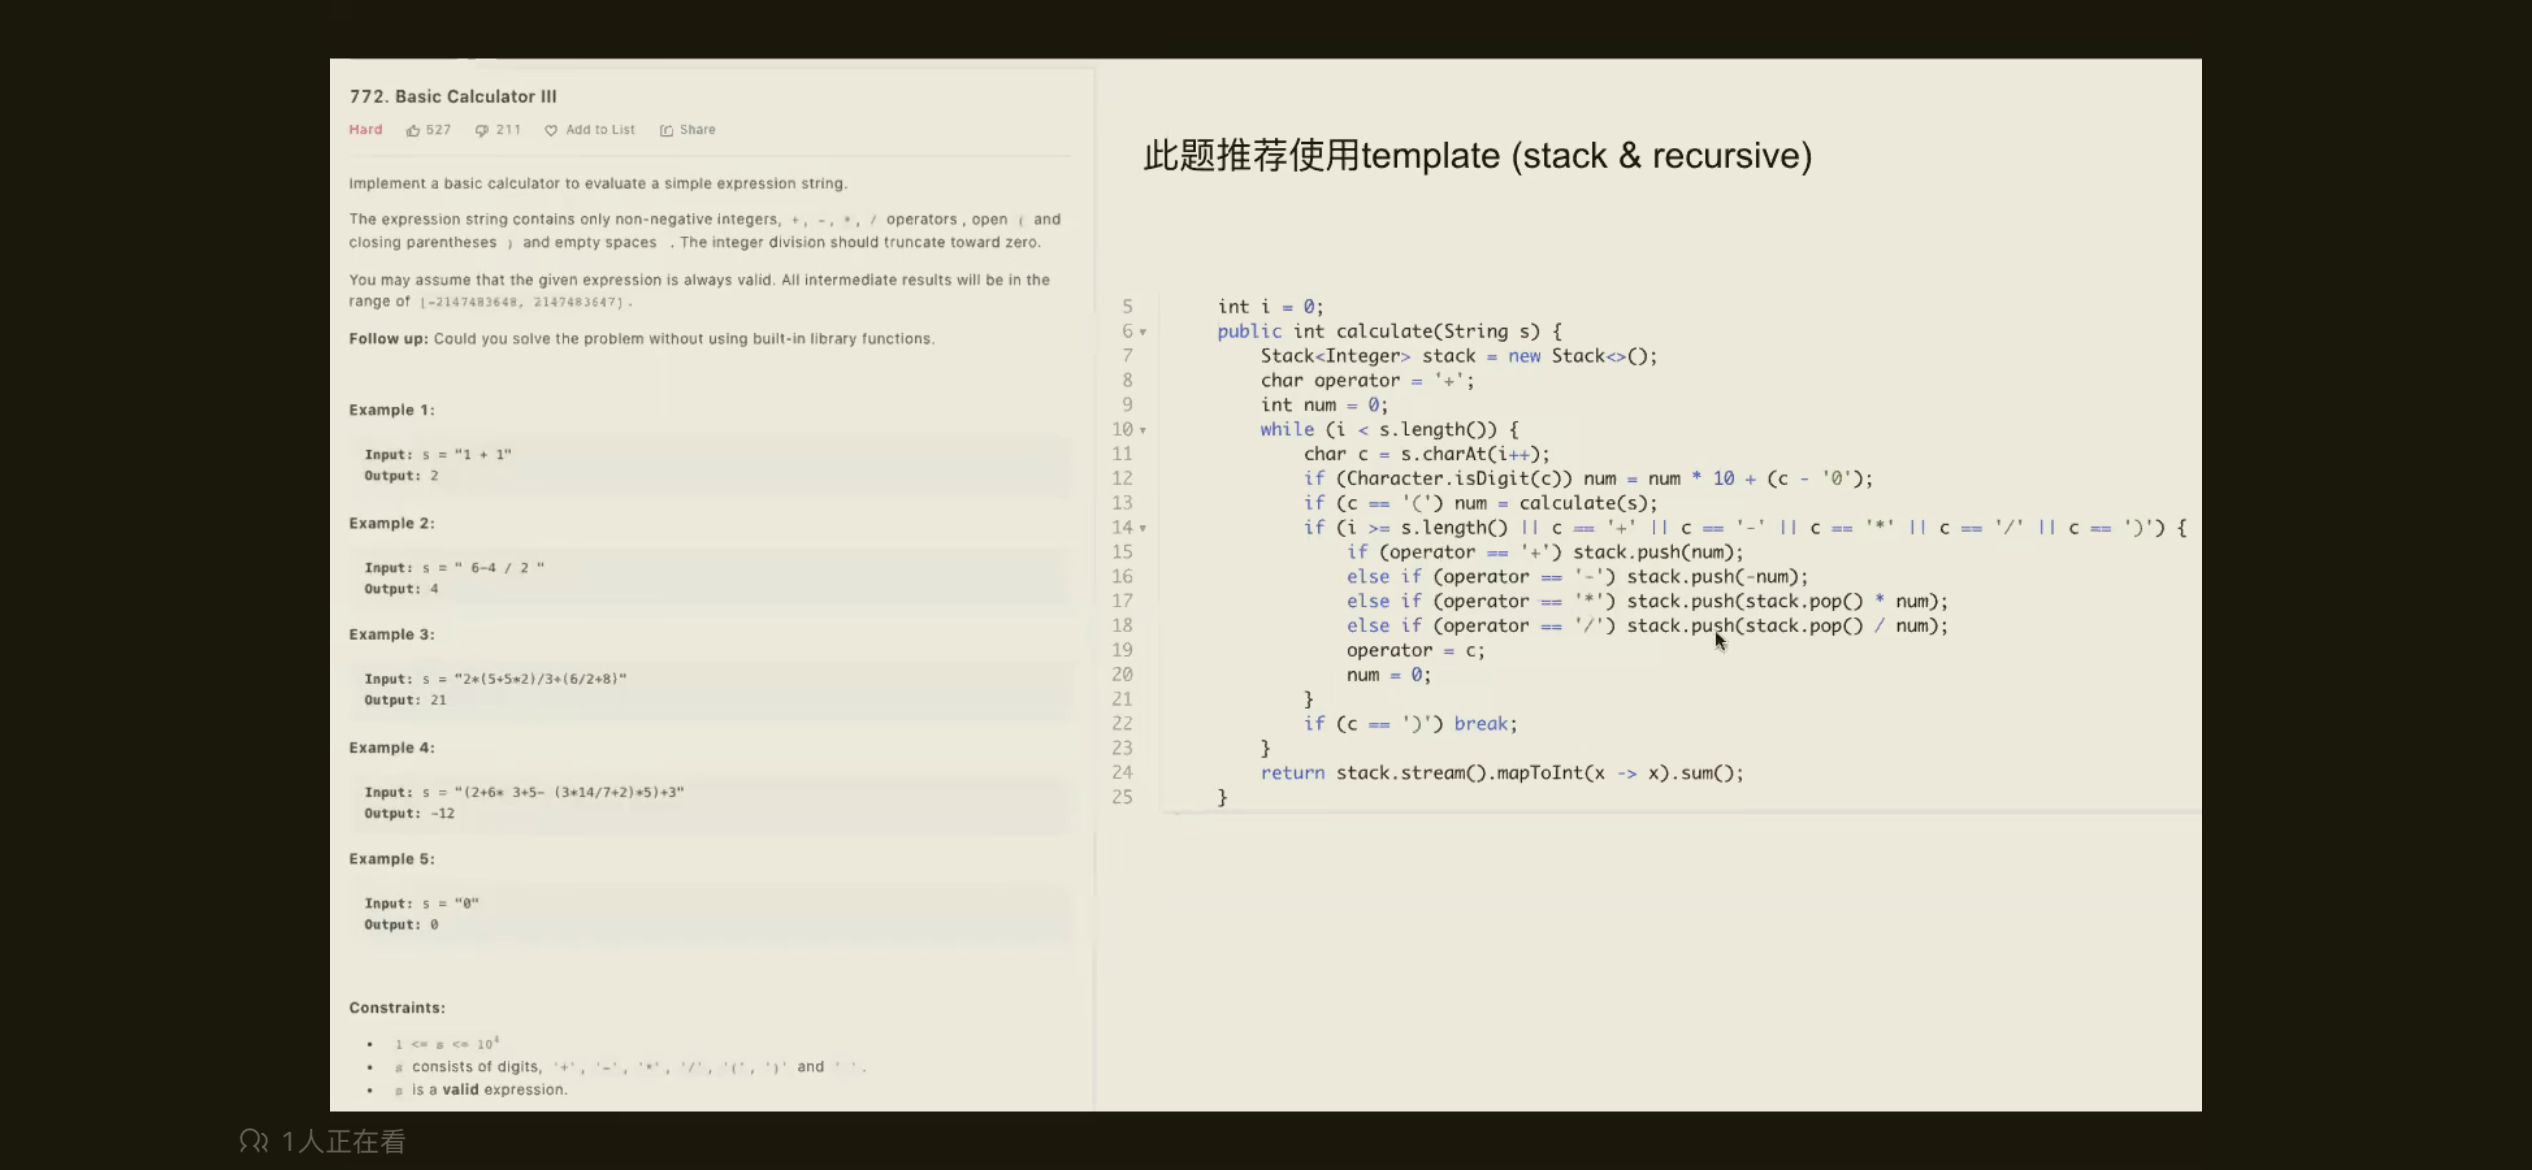 772. Basic Calculator III
Hard 527 211 Add to List Share
Implement a basic calculator to evaluate a simple expression string.
The expression string contains only non-negative integers, +, -, *, / operators , open ( and
closing parentheses ) and empty spaces . The integer division should truncate toward zero.
You may assume that the given expression is always valid. All intermediate results will be in the
range of [-2147483648, 2147483647] .
Follow up: Could you solve the problem without using built-in library functions.
Example 1:
Input: s = "1 + 1"
Output: 2
Example 2:
Input: s = " 6-4 / 2 "
Output: 4
Example 3:
Input: s = "2*(5+5*2)/3+(6/2+8)"
Output: 21
Example 4:
Input: s = "(2+6* 3+5- (3*14/7+2)*5)+3"
Output: -12
Example 5:
Input: s = "0"
Output: 0
Constraints:
• 1 <= s <= 10⁴
• s consists of digits, '+', '-', '*', '/', '(', ')' and ' '.
• s is a valid expression.
此题推荐使用template (stack & recursive)
5 int i = 0;
6 public int calculate(String s) {
7 Stack<Integer> stack = new Stack<>();
8 char operator = '+';
9 int num = 0;
10 while (i < s.length()) {
11 char c = s.charAt(i++);
12 if (Character.isDigit(c)) num = num * 10 + (c - '0');
13 if (c == '(') num = calculate(s);
14 if (i >= s.length() || c == '+' || c == '-' || c == '*' || c == '/' || c == ')') {
15 if (operator == '+') stack.push(num);
16 else if (operator == '-') stack.push(-num);
17 else if (operator == '*') stack.push(stack.pop() * num);
18 else if (operator == '/') stack.push(stack.pop() / num);
19 operator = c;
20 num = 0;
21 }
22 if (c == ')') break;
23 }
24 return stack.stream().mapToInt(x -> x).sum();
25 }
1人正在看